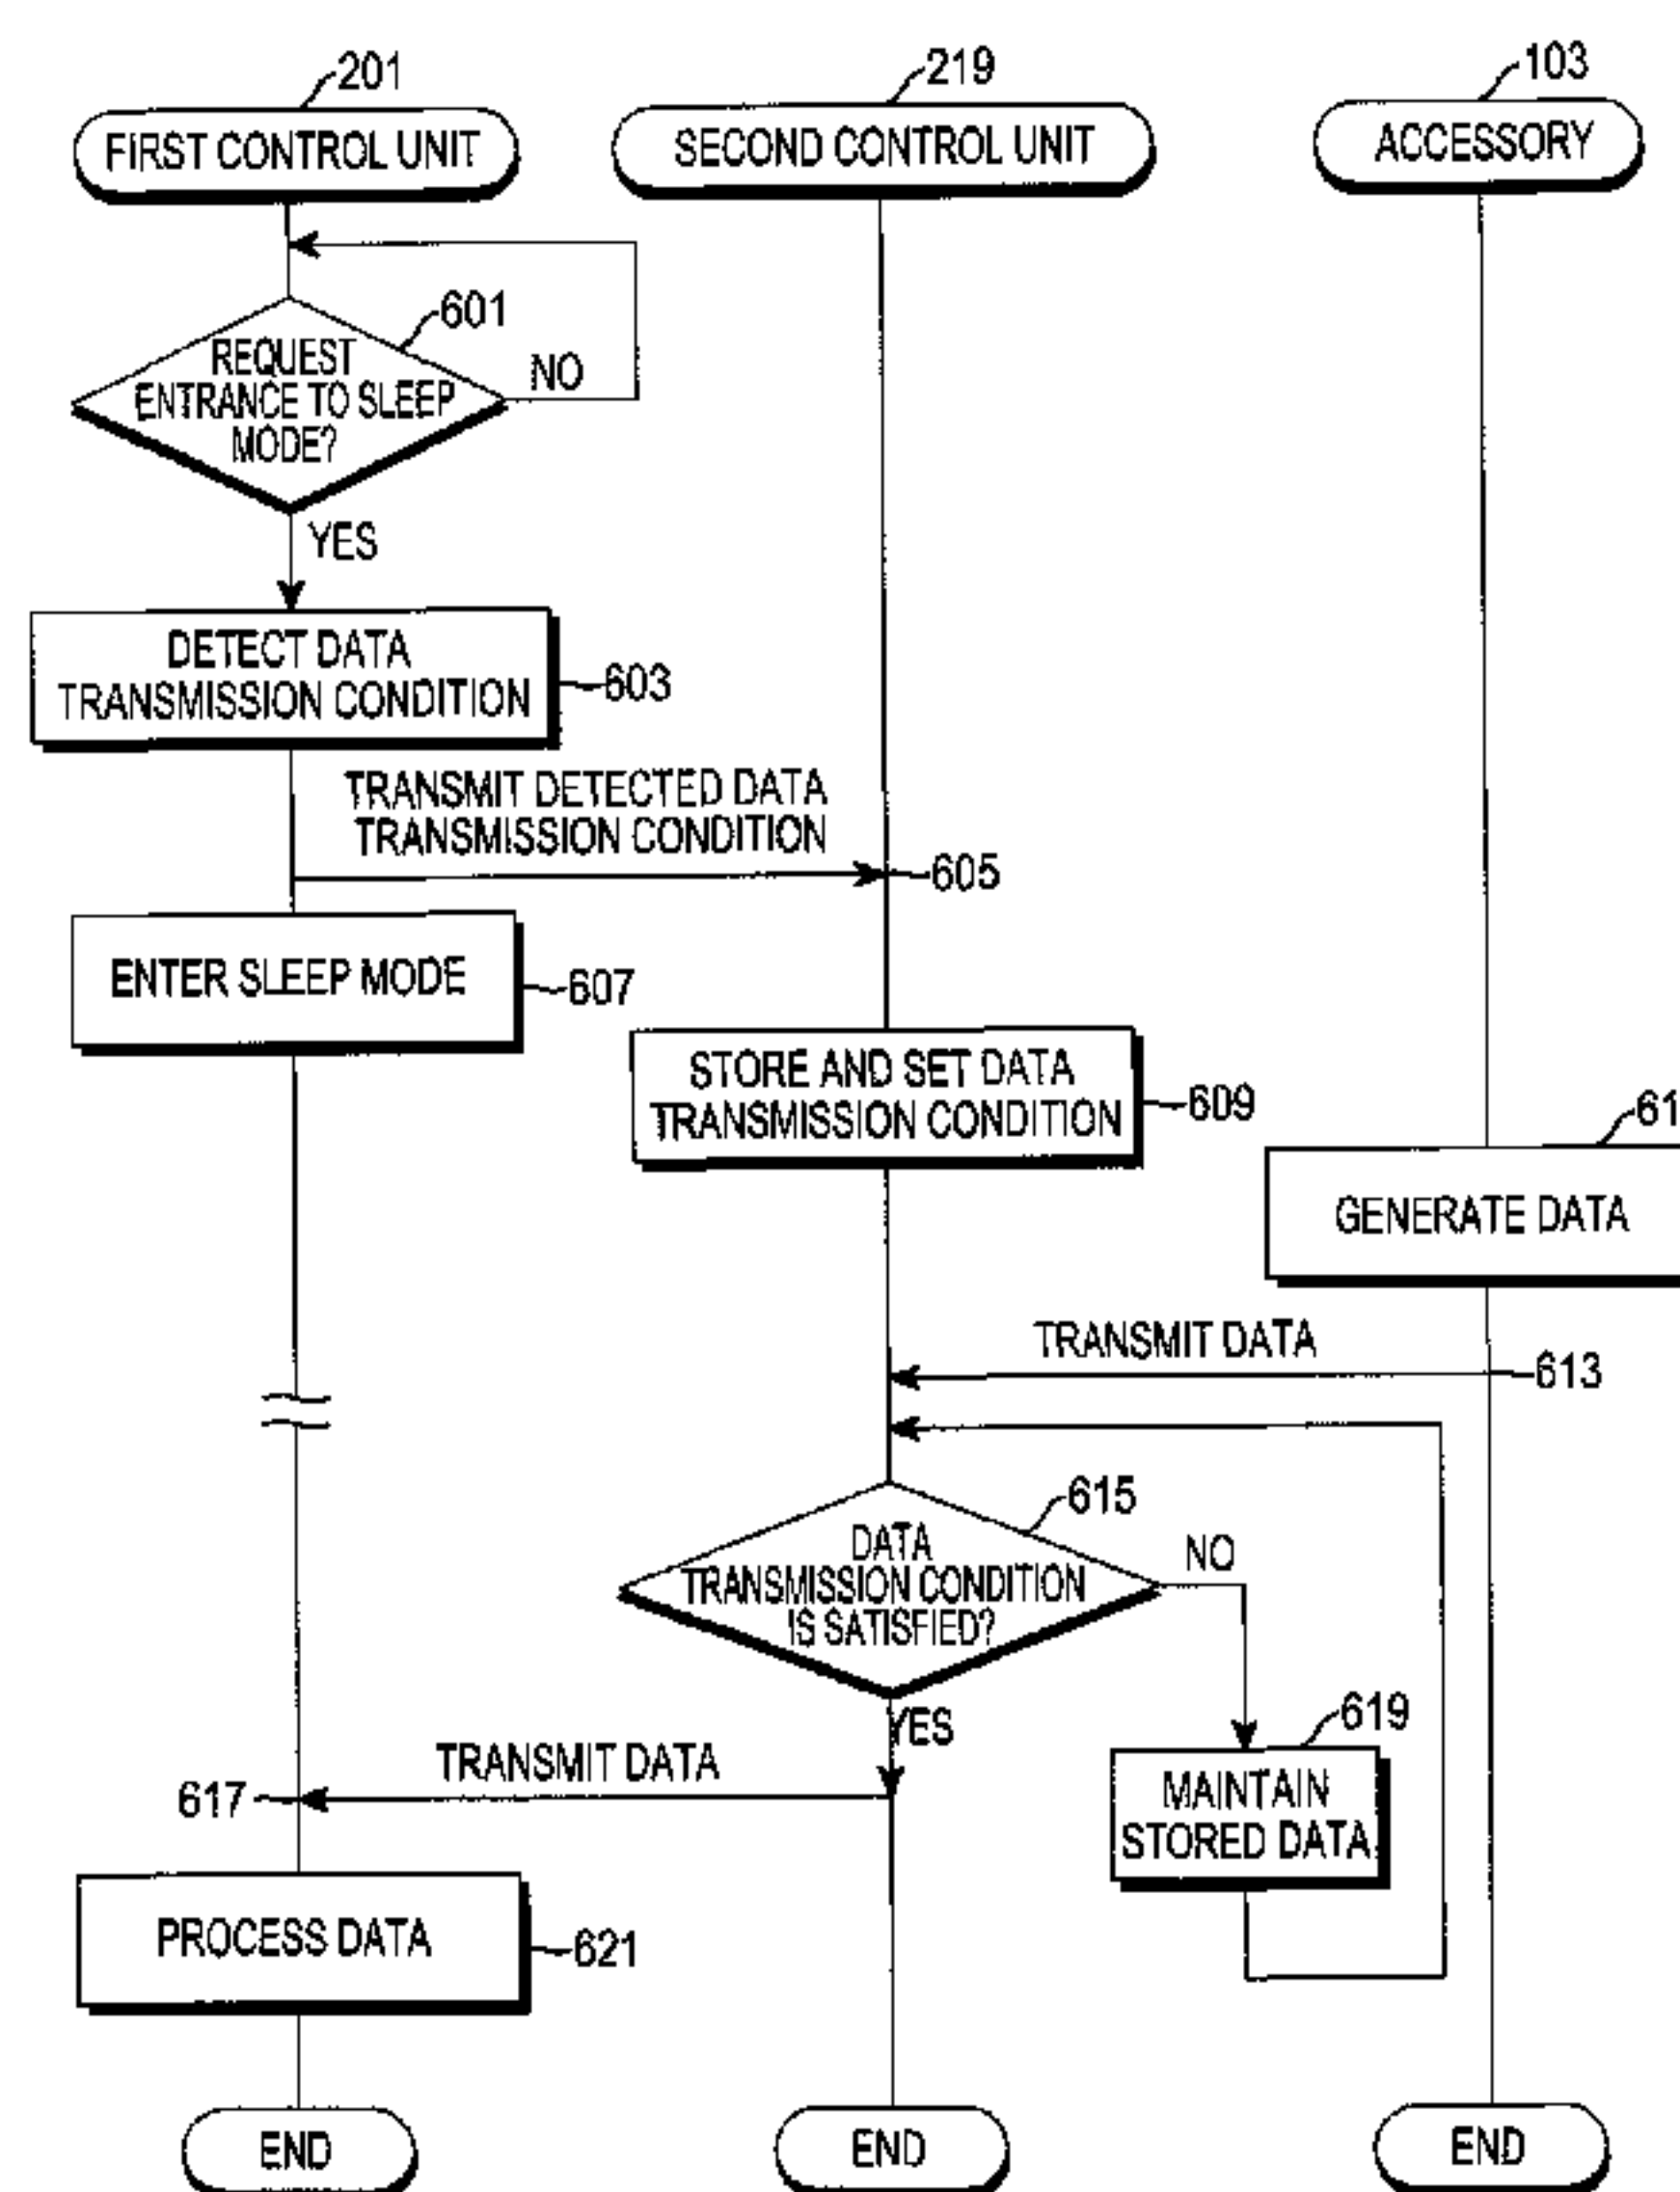 201
219
103
FIRST CONTROL UNIT
SECOND CONTROL UNIT
ACCESSORY
601
REQUEST
ENTRANCE TO SLEEP
MODE?
NO
YES
DETECT DATA
TRANSMISSION CONDITION
603
TRANSMIT DETECTED DATA
TRANSMISSION CONDITION
605
ENTER SLEEP MODE
607
STORE AND SET DATA
TRANSMISSION CONDITION
609
61
GENERATE DATA
TRANSMIT DATA
613
615
DATA
TRANSMISSION CONDITION
IS SATISFIED?
NO
YES
619
MAINTAIN
STORED DATA
TRANSMIT DATA
617
PROCESS DATA
621
END
END
END